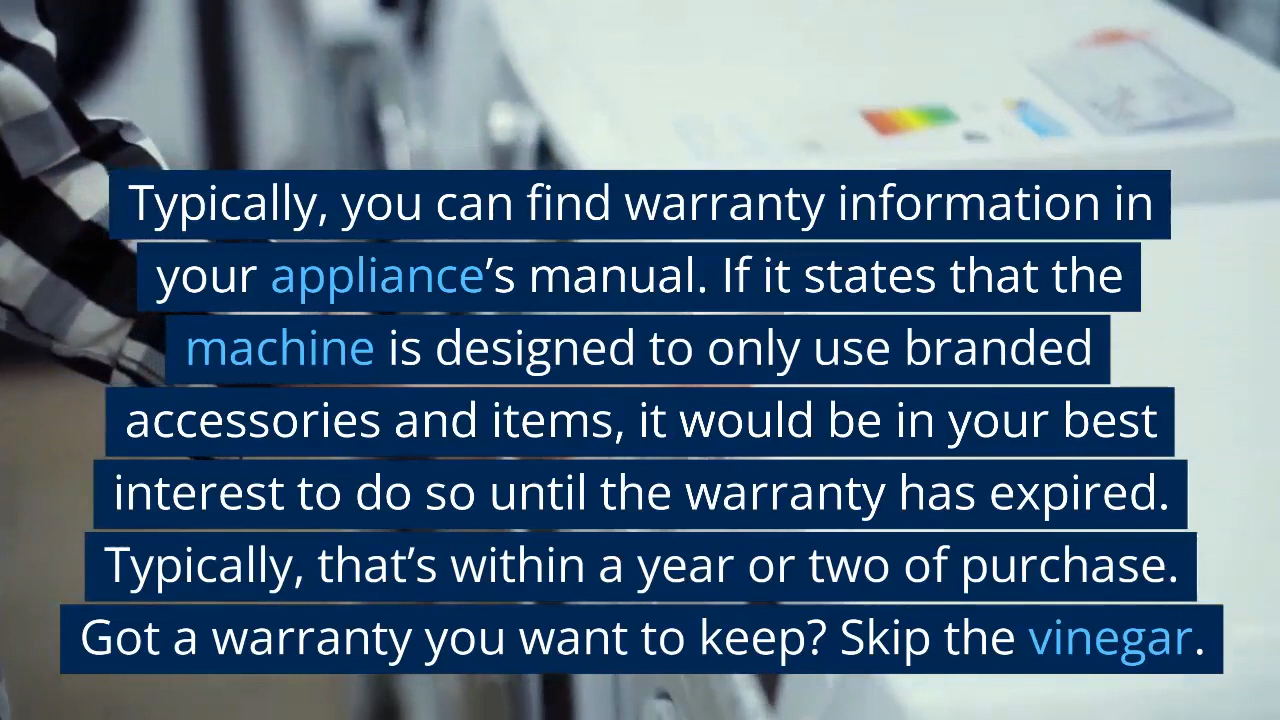 Typically, you can find warranty information in
your appliance’s manual. If it states that the
machine is designed to only use branded
accessories and items, it would be in your best
interest to do so until the warranty has expired.
Typically, that’s within a year or two of purchase.
Got a warranty you want to keep? Skip the vinegar.